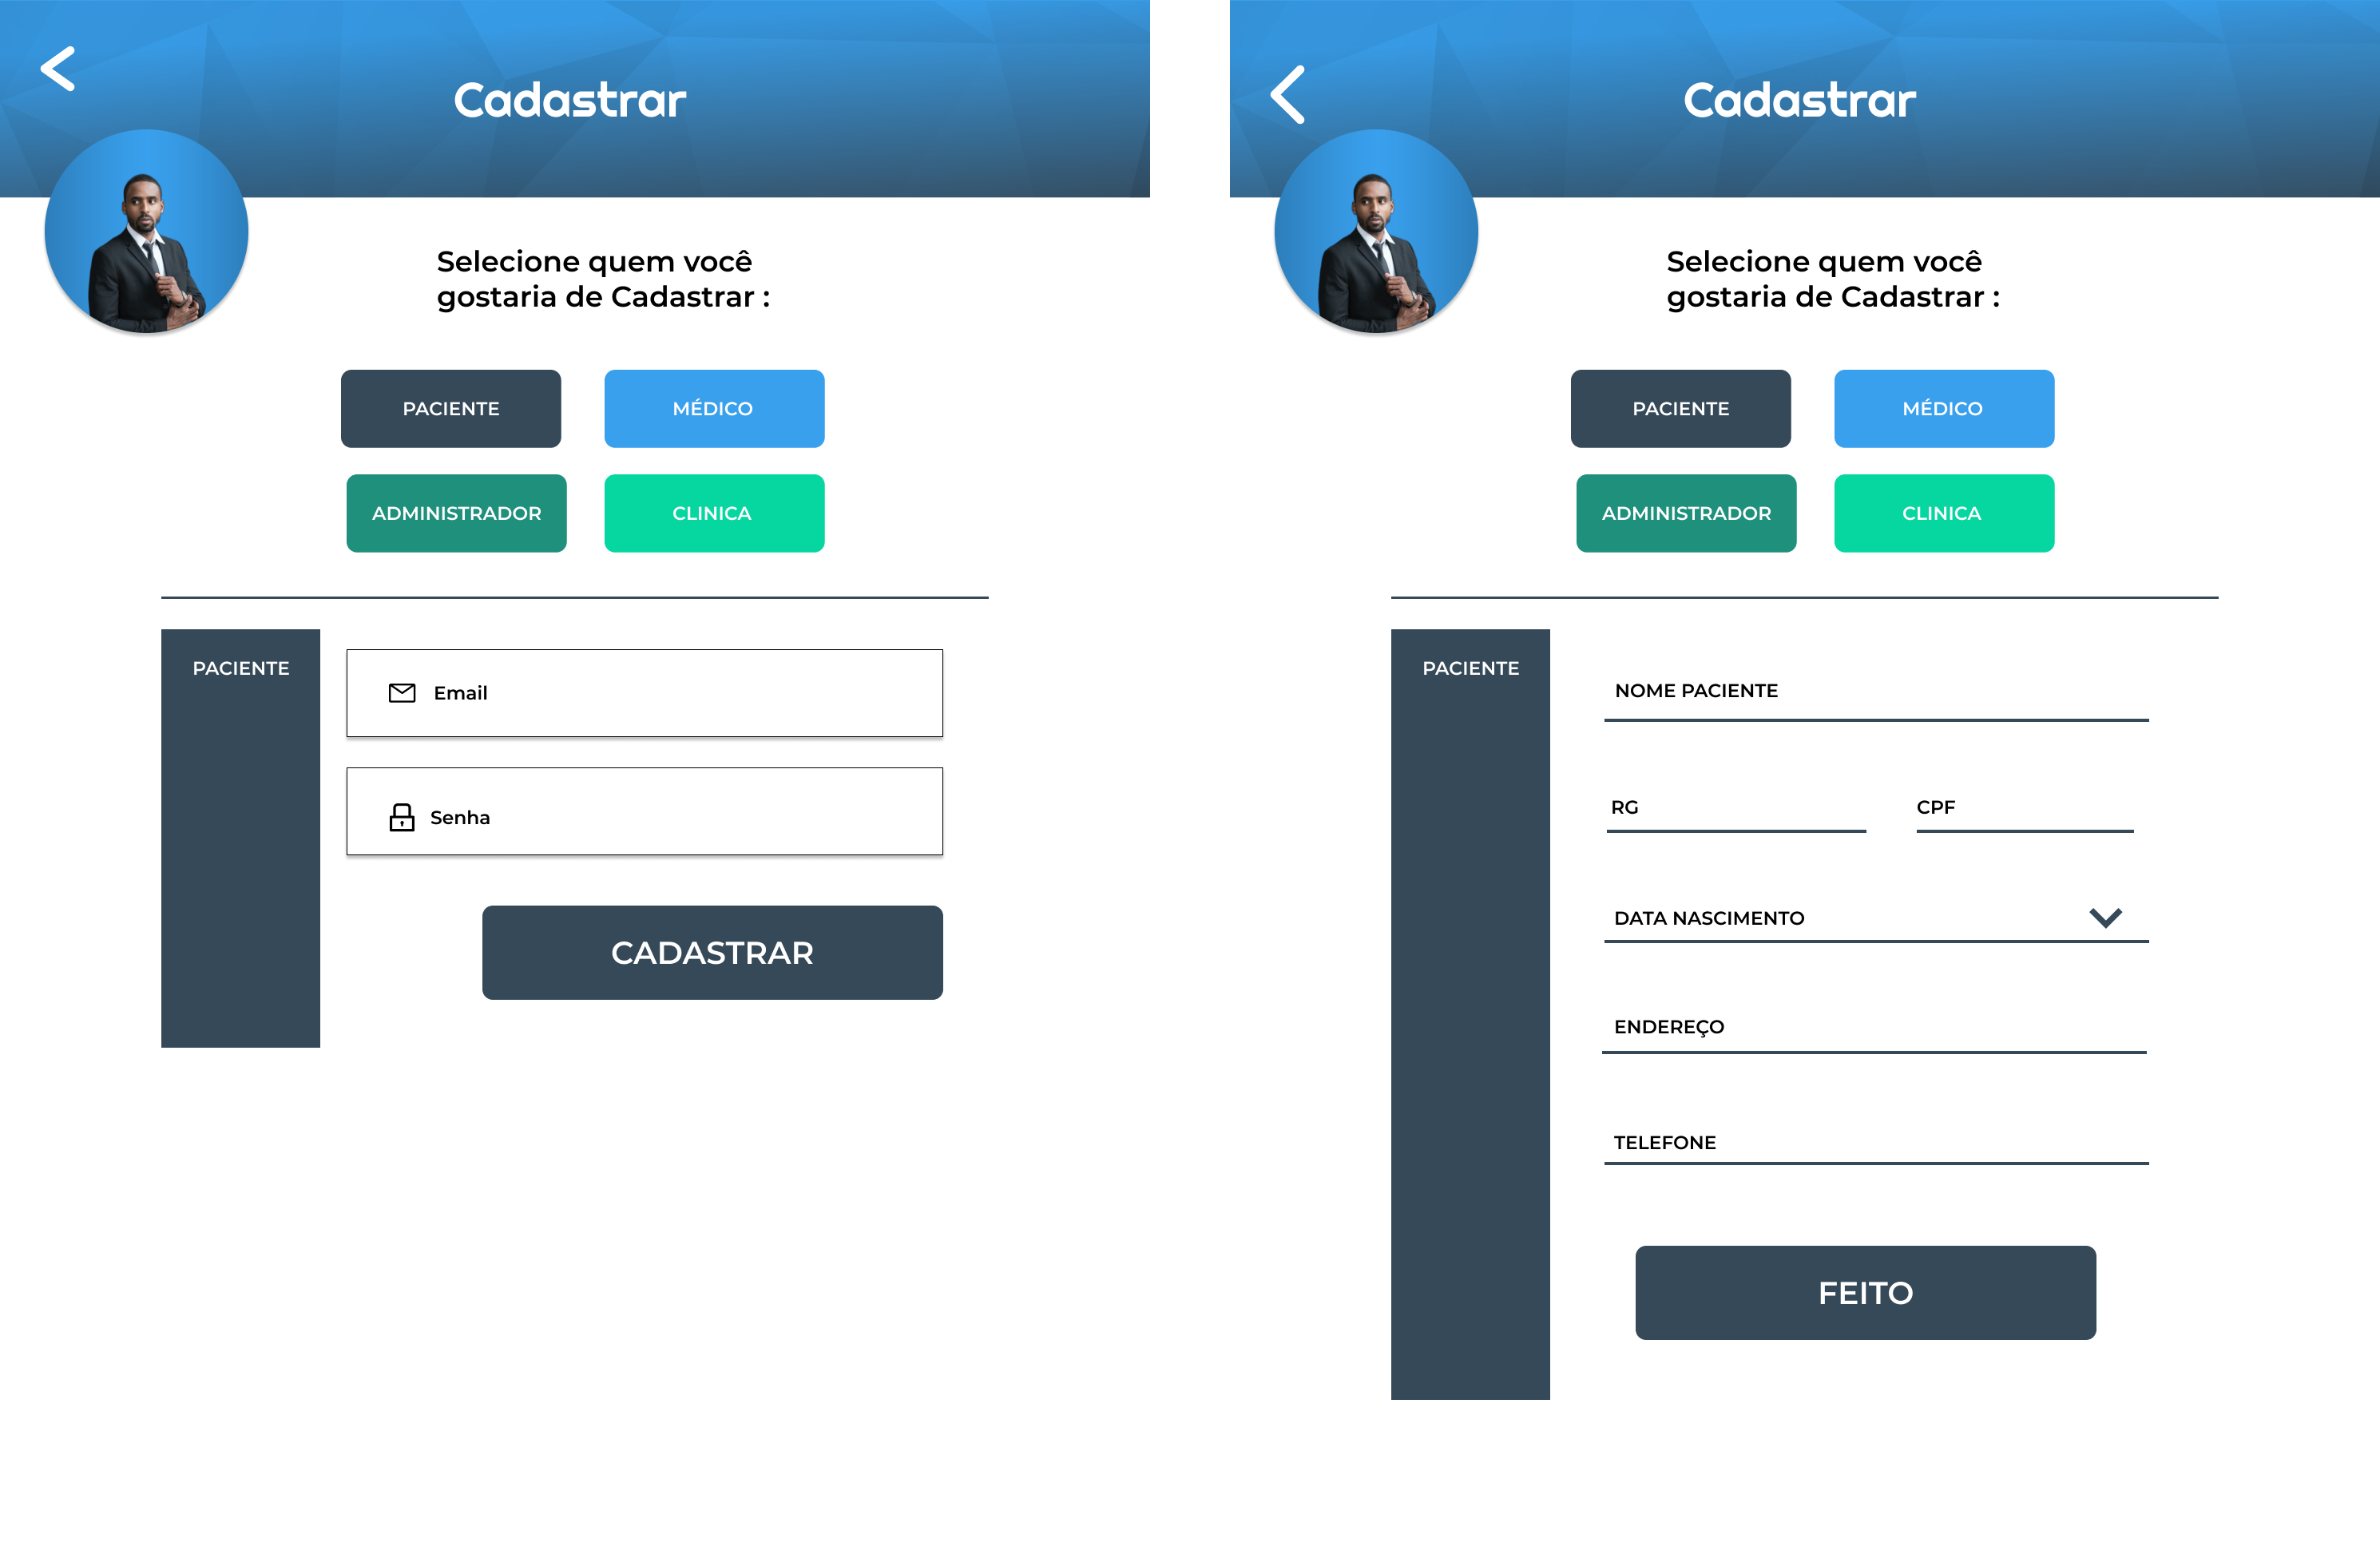 Cadastrar
Selecione quem você
gostaria de Cadastrar :
PACIENTE
MÉDICO
ADMINISTRADOR
CLINICA
PACIENTE
Email
Senha
CADASTRAR
Cadastrar
Selecione quem você
gostaria de Cadastrar :
PACIENTE
MÉDICO
ADMINISTRADOR
CLINICA
PACIENTE
NOME PACIENTE
RG
CPF
DATA NASCIMENTO
ENDEREÇO
TELEFONE
FEITO